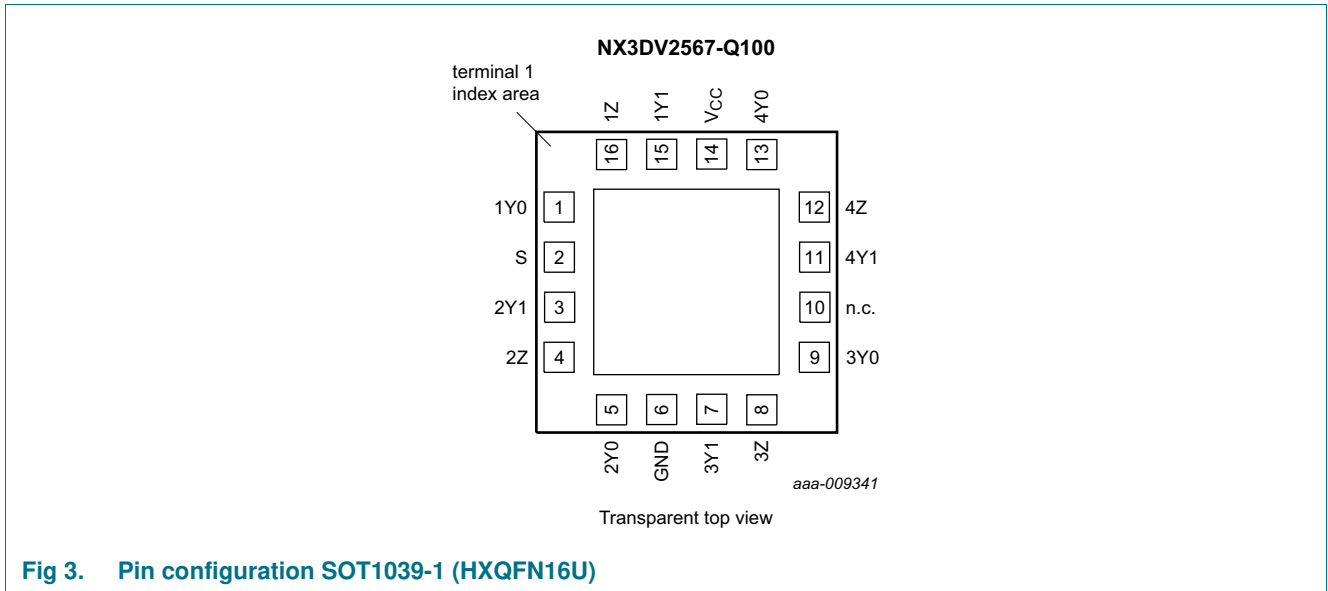 NX3DV2567-Q100
terminal 1
index area
1Z 1Y1 VCC 4Y0
16 15 14 13
1Y0 1 12 4Z
S 2 11 4Y1
2Y1 3 10 n.c.
2Z 4 9 3Y0
5 6 7 8
2Y0 GND 3Y1 3Z
aaa-009341
Transparent top view
Fig 3. Pin configuration SOT1039-1 (HXQFN16U)